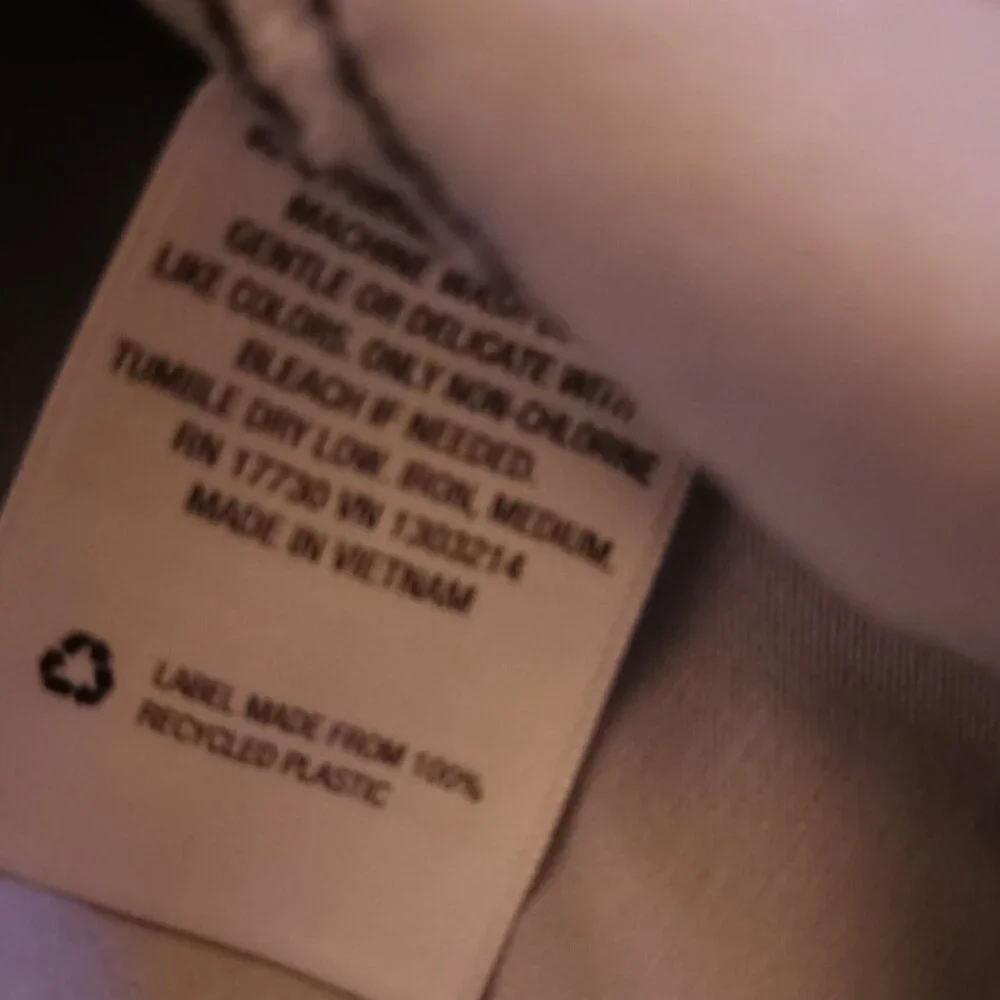 MACHINE WASH
GENTLE OR DELICATE WITH
LIKE COLORS. ONLY NON-CHLORINE
BLEACH IF NEEDED.
TUMBLE DRY LOW. IRON, MEDIUM.
RN 17730 VN 1303214
MADE IN VIETNAM
LABEL MADE FROM 100%
RECYCLED PLASTIC